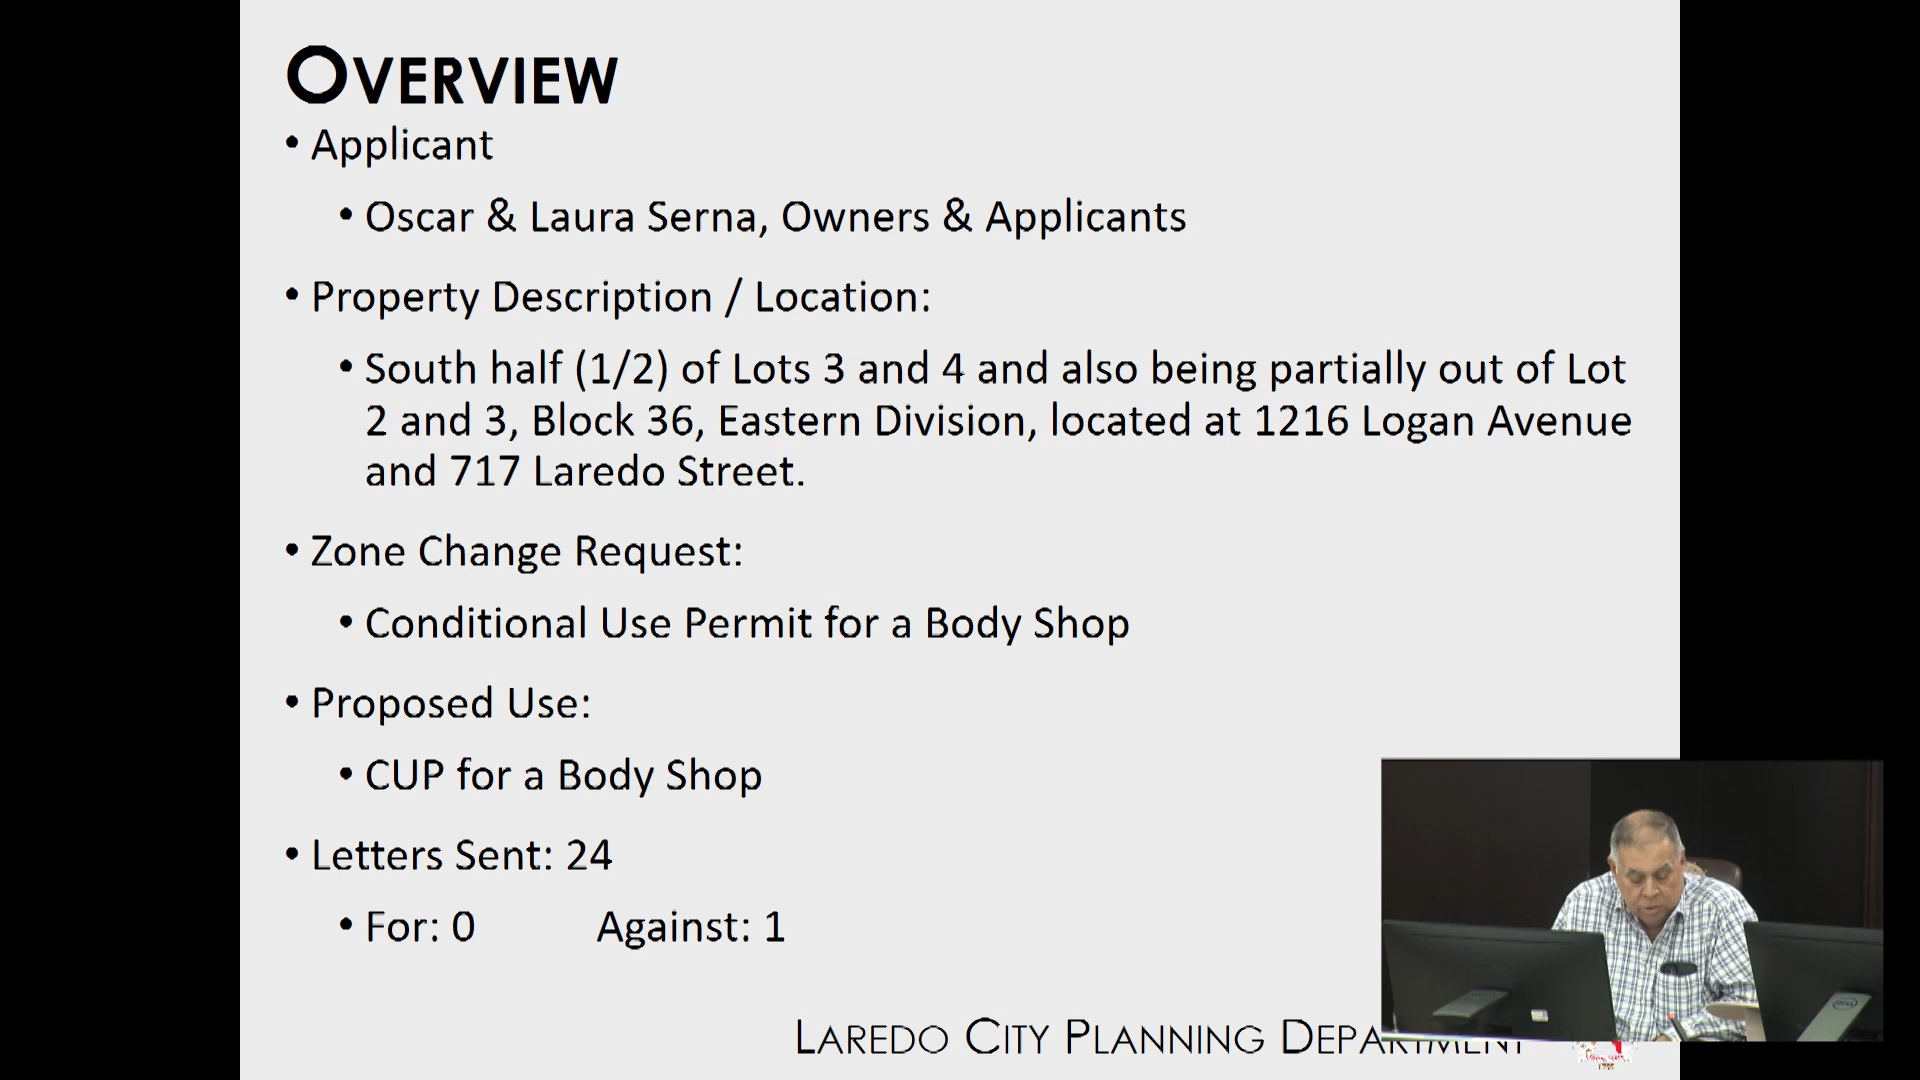 OVERVIEW
• Applicant
• Oscar & Laura Serna, Owners & Applicants
• Property Description / Location:
• South half (1/2) of Lots 3 and 4 and also being partially out of Lot
2 and 3, Block 36, Eastern Division, located at 1216 Logan Avenue
and 717 Laredo Street.
• Zone Change Request:
• Conditional Use Permit for a Body Shop
• Proposed Use:
• CUP for a Body Shop
• Letters Sent: 24
• For: 0 Against: 1
LAREDO CITY PLANNING DEPARTMENT
DELL